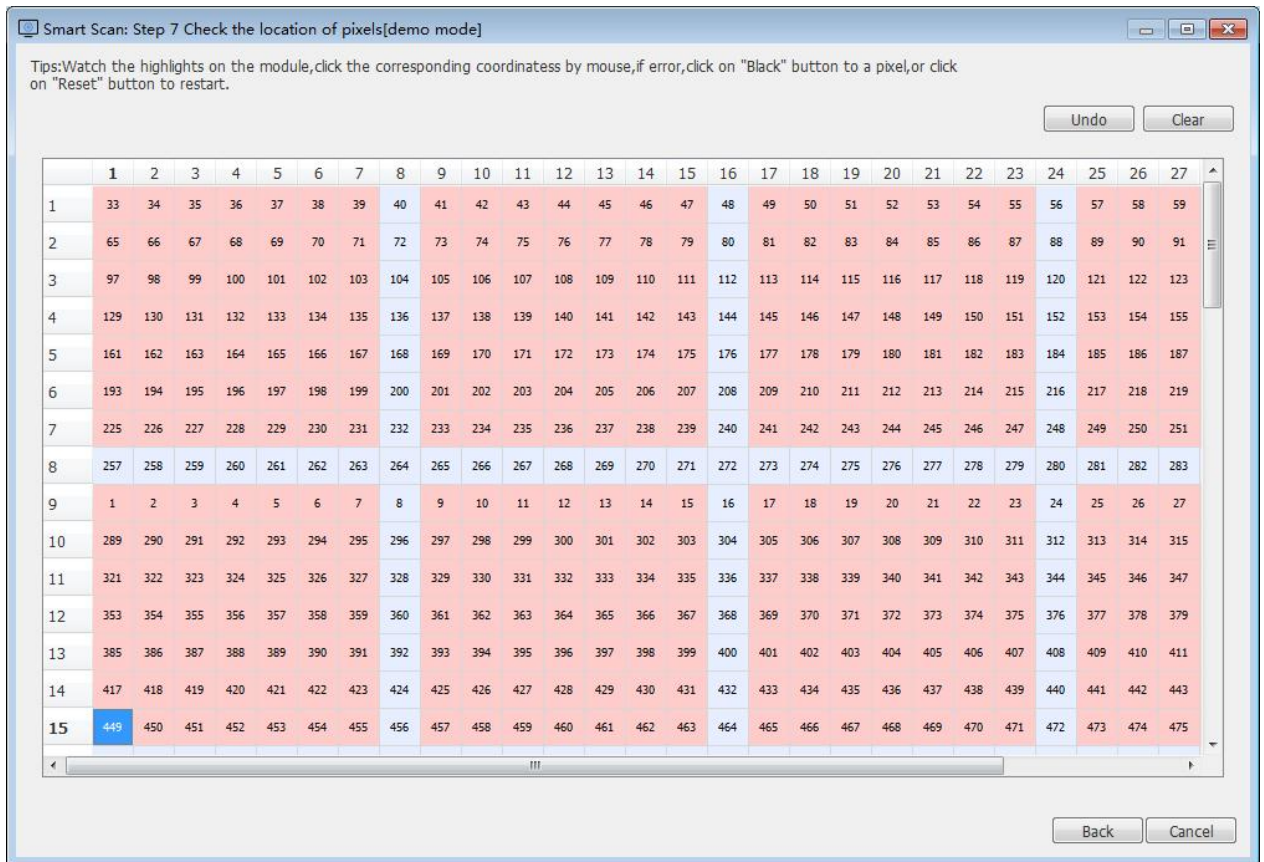 Smart Scan: Step 7 Check the location of pixels[demo mode]
Tips:Watch the highlights on the module,click the corresponding coordinatess by mouse,if error,click on "Black" button to a pixel,or click
on "Reset" button to restart.
Undo Clear
1 2 3 4 5 6 7 8 9 10 11 12 13 14 15 16 17 18 19 20 21 22 23 24 25 26 27
1 33 34 35 36 37 38 39 40 41 42 43 44 45 46 47 48 49 50 51 52 53 54 55 56 57 58 59
2 65 66 67 68 69 70 71 72 73 74 75 76 77 78 79 80 81 82 83 84 85 86 87 88 89 90 91
3 97 98 99 100 101 102 103 104 105 106 107 108 109 110 111 112 113 114 115 116 117 118 119 120 121 122 123
4 129 130 131 132 133 134 135 136 137 138 139 140 141 142 143 144 145 146 147 148 149 150 151 152 153 154 155
5 161 162 163 164 165 166 167 168 169 170 171 172 173 174 175 176 177 178 179 180 181 182 183 184 185 186 187
6 193 194 195 196 197 198 199 200 201 202 203 204 205 206 207 208 209 210 211 212 213 214 215 216 217 218 219
7 225 226 227 228 229 230 231 232 233 234 235 236 237 238 239 240 241 242 243 244 245 246 247 248 249 250 251
8 257 258 259 260 261 262 263 264 265 266 267 268 269 270 271 272 273 274 275 276 277 278 279 280 281 282 283
9 1 2 3 4 5 6 7 8 9 10 11 12 13 14 15 16 17 18 19 20 21 22 23 24 25 26 27
10 289 290 291 292 293 294 295 296 297 298 299 300 301 302 303 304 305 306 307 308 309 310 311 312 313 314 315
11 321 322 323 324 325 326 327 328 329 330 331 332 333 334 335 336 337 338 339 340 341 342 343 344 345 346 347
12 353 354 355 356 357 358 359 360 361 362 363 364 365 366 367 368 369 370 371 372 373 374 375 376 377 378 379
13 385 386 387 388 389 390 391 392 393 394 395 396 397 398 399 400 401 402 403 404 405 406 407 408 409 410 411
14 417 418 419 420 421 422 423 424 425 426 427 428 429 430 431 432 433 434 435 436 437 438 439 440 441 442 443
15 449 450 451 452 453 454 455 456 457 458 459 460 461 462 463 464 465 466 467 468 469 470 471 472 473 474 475
Back Cancel